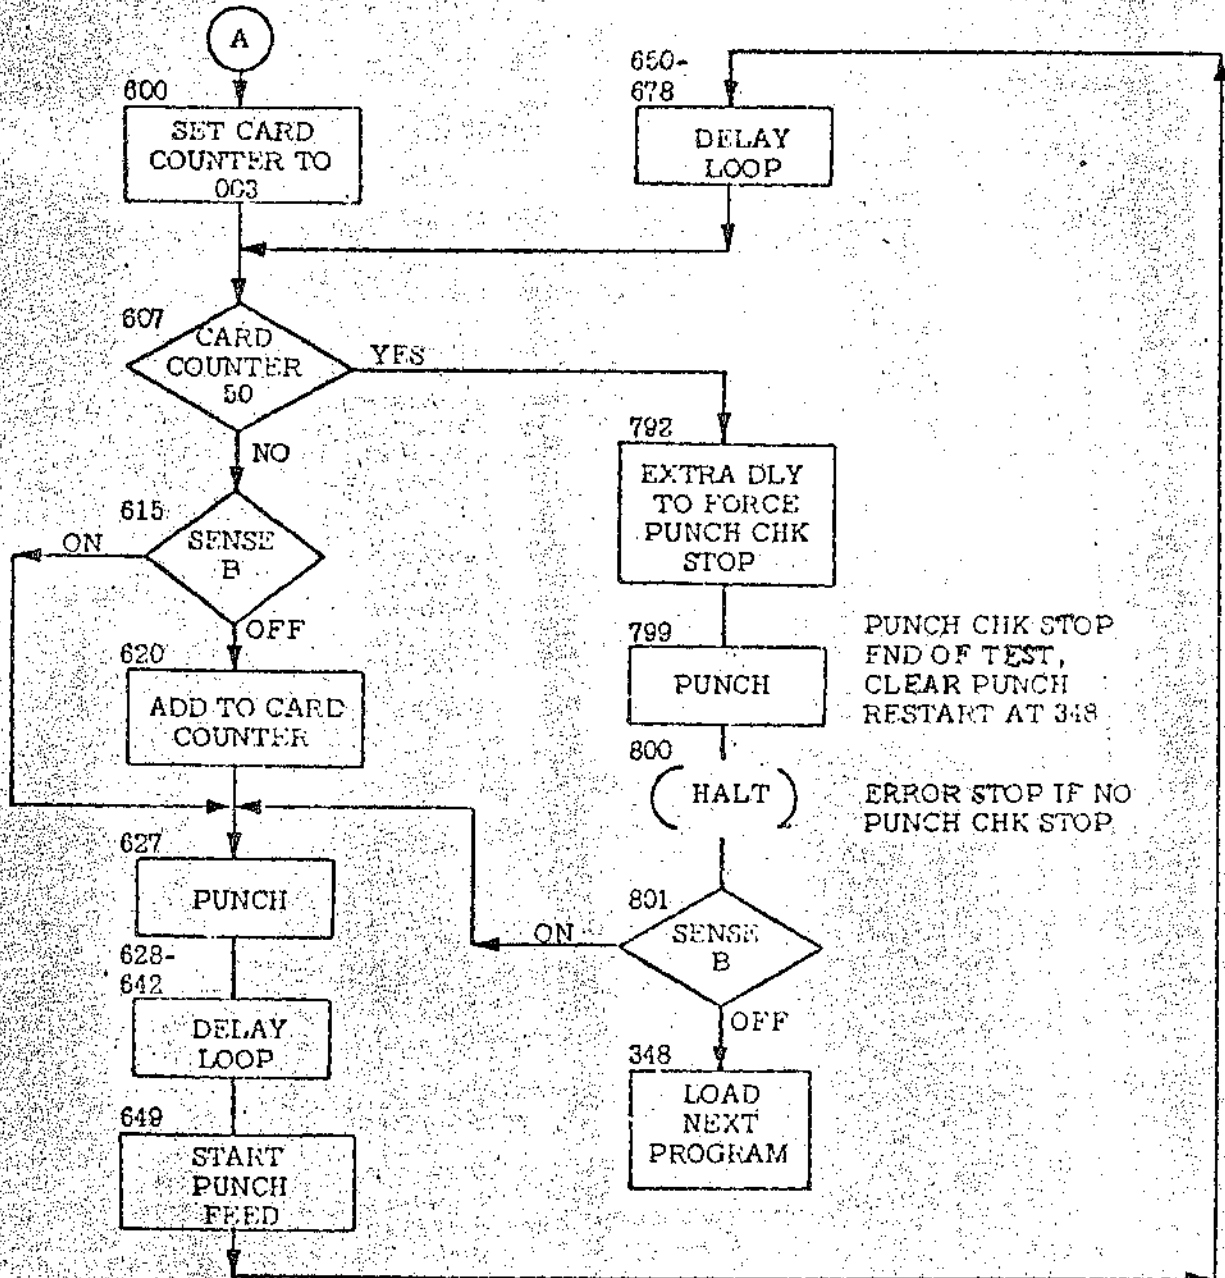 A
600
SET CARD
COUNTER TO
003
650-
678
DELAY
LOOP
607
CARD
COUNTER
50
YES
NO
615
SENSE
B
ON
OFF
620
ADD TO CARD
COUNTER
627
PUNCH
628-
642
DELAY
LOOP
649
START
PUNCH
FEED
792
EXTRA DLY
TO FORCE
PUNCH CHK
STOP
799
PUNCH
PUNCH CHK STOP
END OF TEST,
CLEAR PUNCH
RESTART AT 348
800
HALT
ERROR STOP IF NO
PUNCH CHK STOP
801
SENSE
B
ON
OFF
348
LOAD
NEXT
PROGRAM